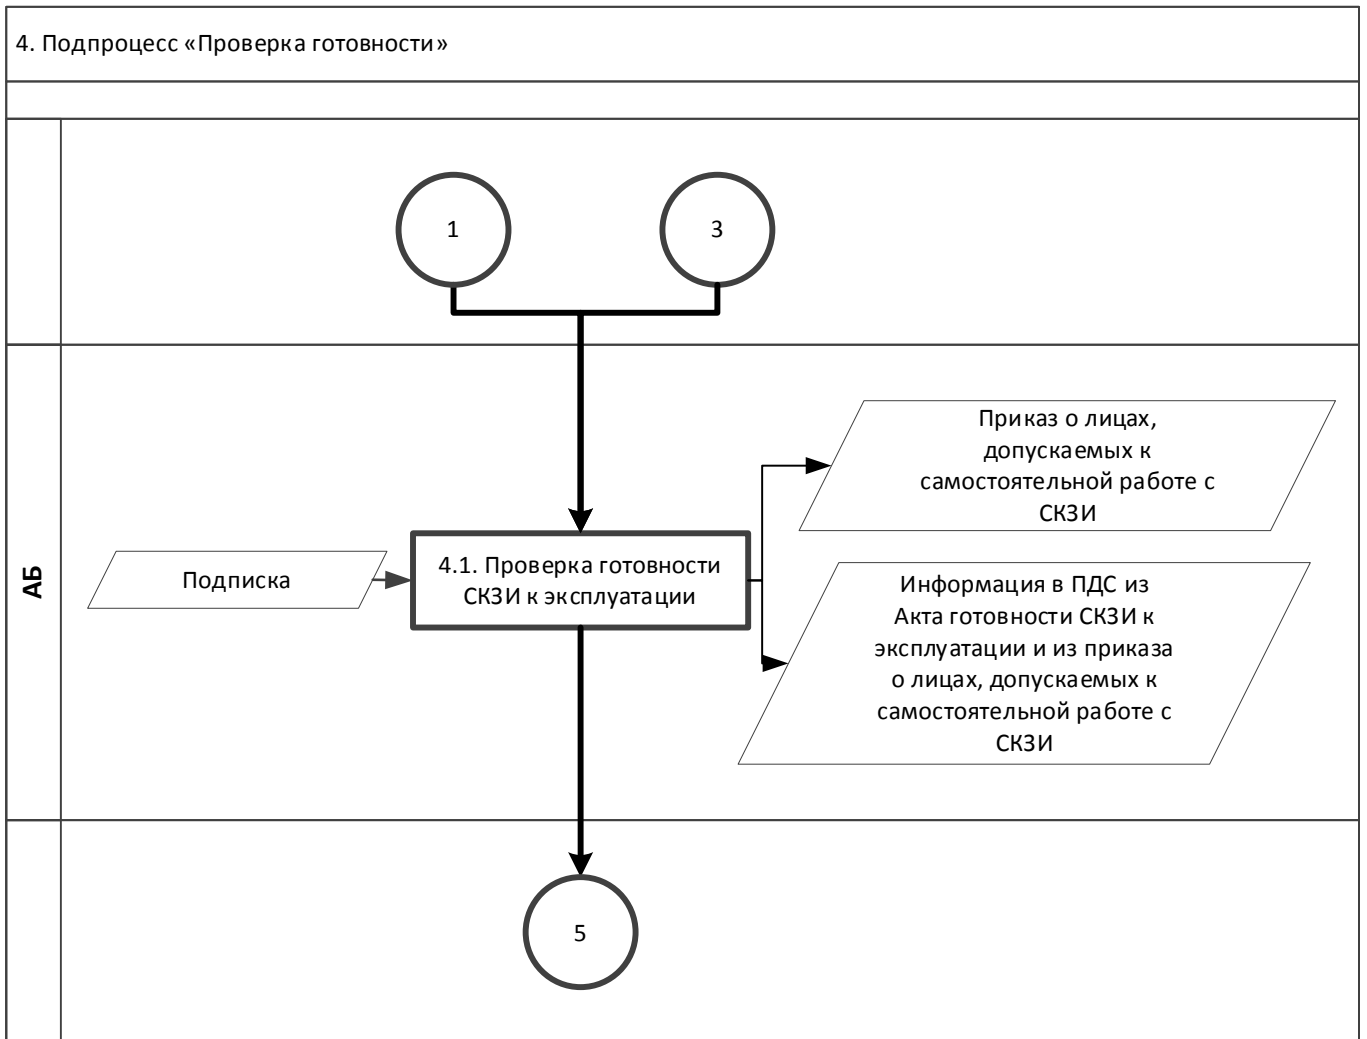 4. Подпроцесс «Проверка готовности»
1
3
АБ
Приказ о лицах,
допускаемых к
самостоятельной работе с
СКЗИ
Подписка
4.1. Проверка готовности
СКЗИ к эксплуатации
Информация в ПДС из
Акта готовности СКЗИ к
эксплуатации и из приказа
о лицах, допускаемых к
самостоятельной работе с
СКЗИ
5